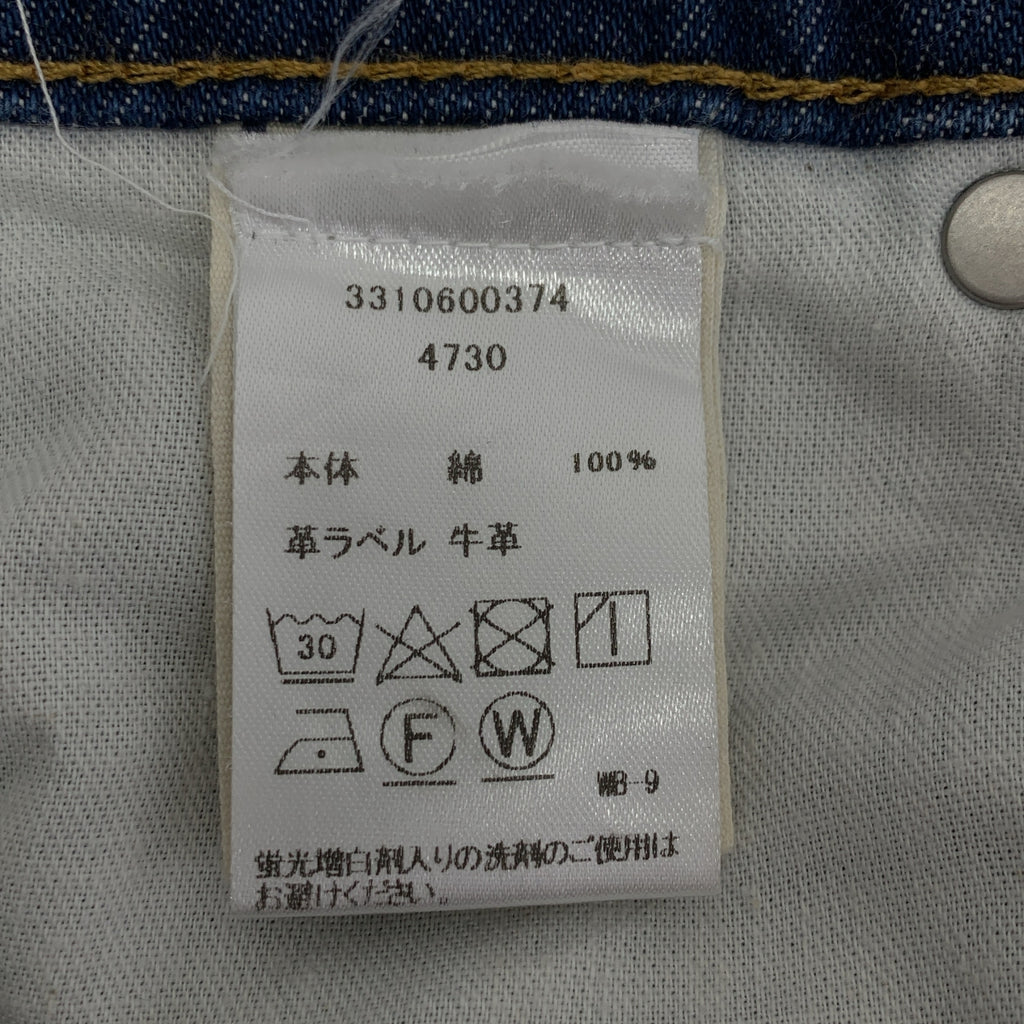 3310600374
4730
本体 綿 100%
革ラベル 牛革
30
F W
WB-9
蛍光増白剤入りの洗剤のご使用は
お避けください。